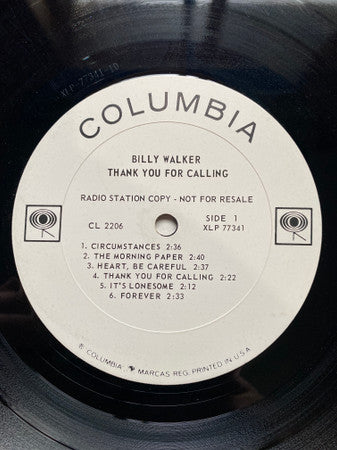 XLP 77341-1D
COLUMBIA
BILLY WALKER
THANK YOU FOR CALLING
RADIO STATION COPY - NOT FOR RESALE
CL 2206
SIDE 1
XLP 77341
1. CIRCUMSTANCES 2:36
2. THE MORNING PAPER 2:40
3. HEART, BE CAREFUL 2:37
4. THANK YOU FOR CALLING 2:22
5. IT'S LONESOME 2:12
6. FOREVER 2:33
® COLUMBIA, MARCAS REG. PRINTED IN U.S.A.